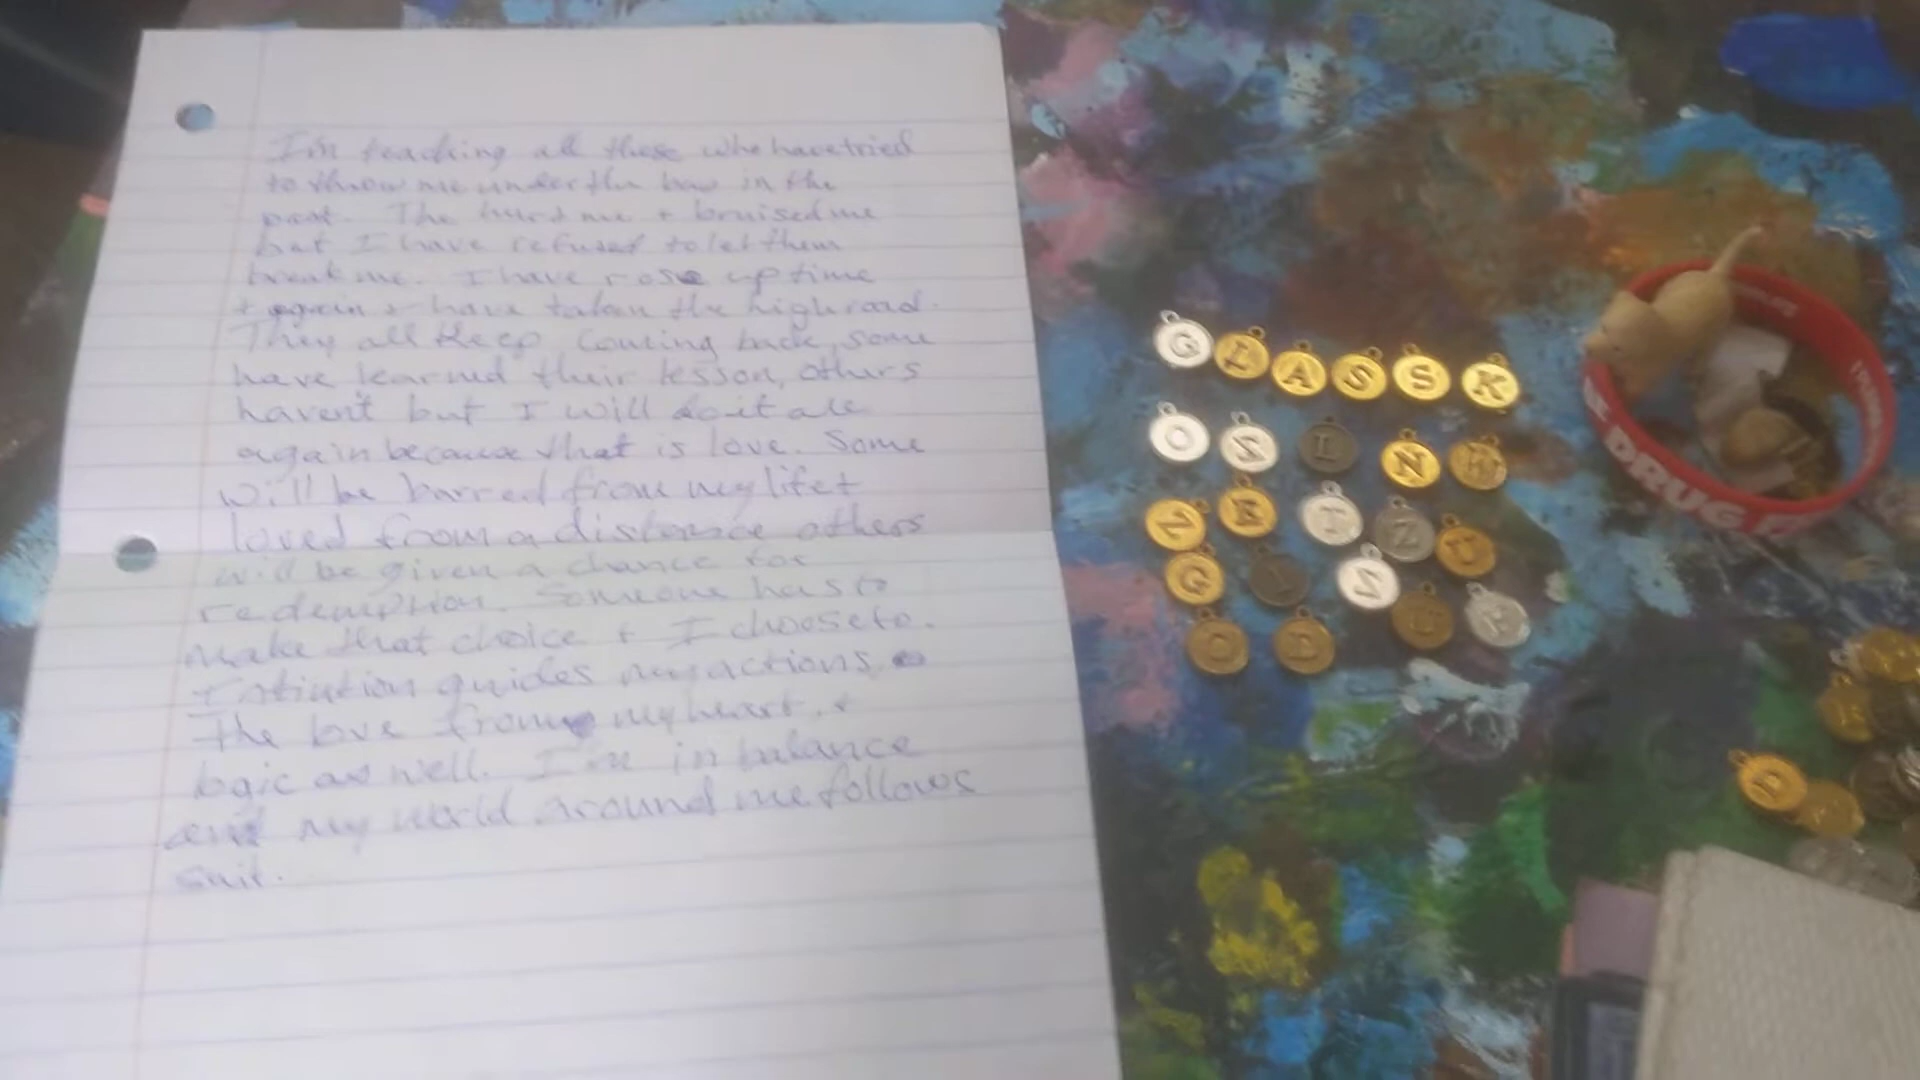 I'm teaching all those who have tried
to throw me under the bus in the
past. The hurt me + bruised me
but I have refused to let them
break me. I have rose up time
+ again + have taken the high road.
They all keep coming back, some
have learned their lesson, others
haven't but I will do it all
again because that is love. Some
will be barred from my life +
loved from a distance others
will be given a chance for
redemption. Someone has to
make that choice + I choose to.
guides my actions
The love from my heart, +
logic as well. I'm in balance
and my world around me follows
suit.
G L A S S K
O S L N
Z E I Z U
G S U
O D
DRUG
D